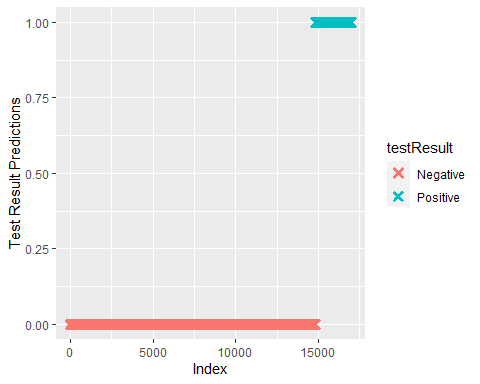 1.00
0.75
0.50
0.25
0.00
Test Result Predictions
0
5000
10000
15000
Index
testResult
Negative
Positive